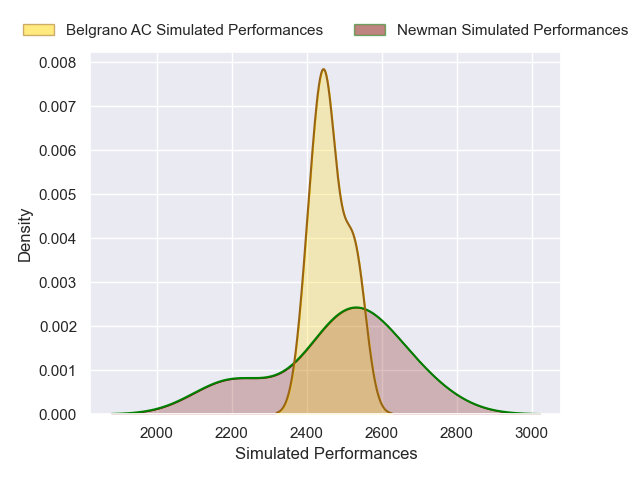 Belgrano AC Simulated Performances
Newman Simulated Performances
0.008
0.007
0.006
0.005
0.004
0.003
0.002
0.001
0.000
Density
2000 2200 2400 2600 2800 3000
Simulated Performances